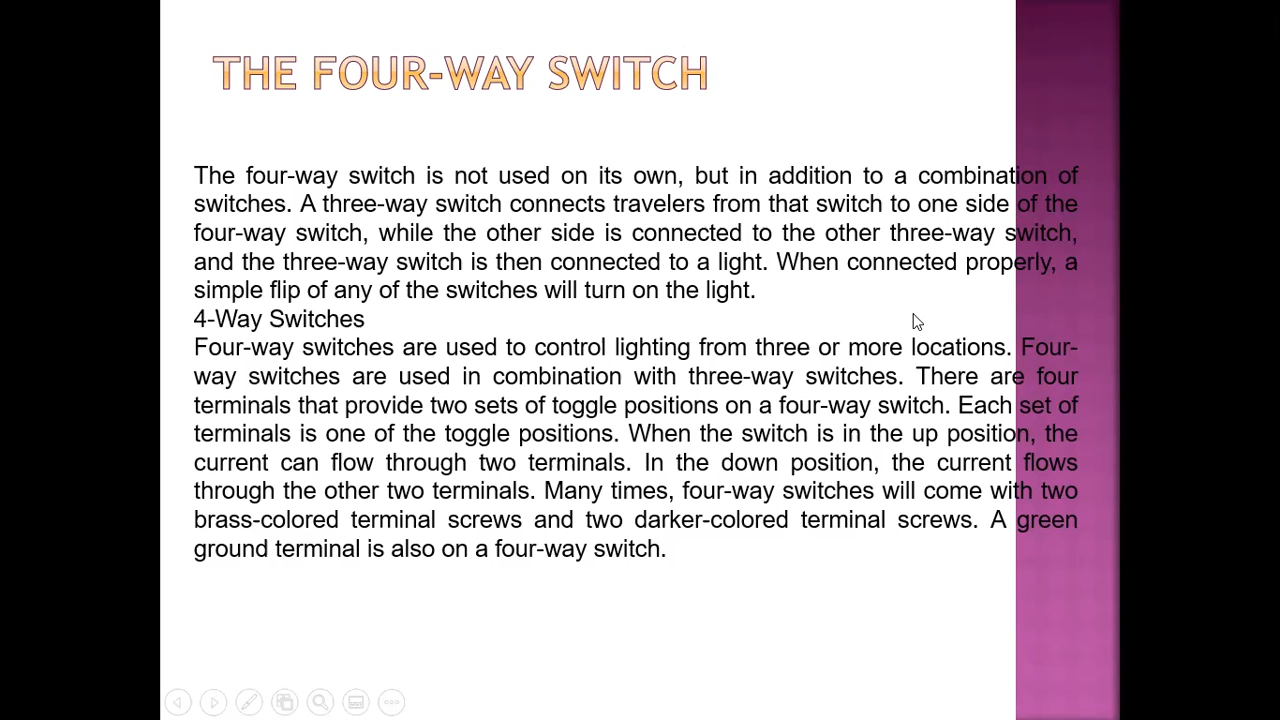 THE FOUR-WAY SWITCH
The four-way switch is not used on its own, but in addition to a combination of
switches. A three-way switch connects travelers from that switch to one side of the
four-way switch, while the other side is connected to the other three-way switch,
and the three-way switch is then connected to a light. When connected properly, a
simple flip of any of the switches will turn on the light.
4-Way Switches
Four-way switches are used to control lighting from three or more locations. Four-
way switches are used in combination with three-way switches. There are four
terminals that provide two sets of toggle positions on a four-way switch. Each set of
terminals is one of the toggle positions. When the switch is in the up position, the
current can flow through two terminals. In the down position, the current flows
through the other two terminals. Many times, four-way switches will come with two
brass-colored terminal screws and two darker-colored terminal screws. A green
ground terminal is also on a four-way switch.